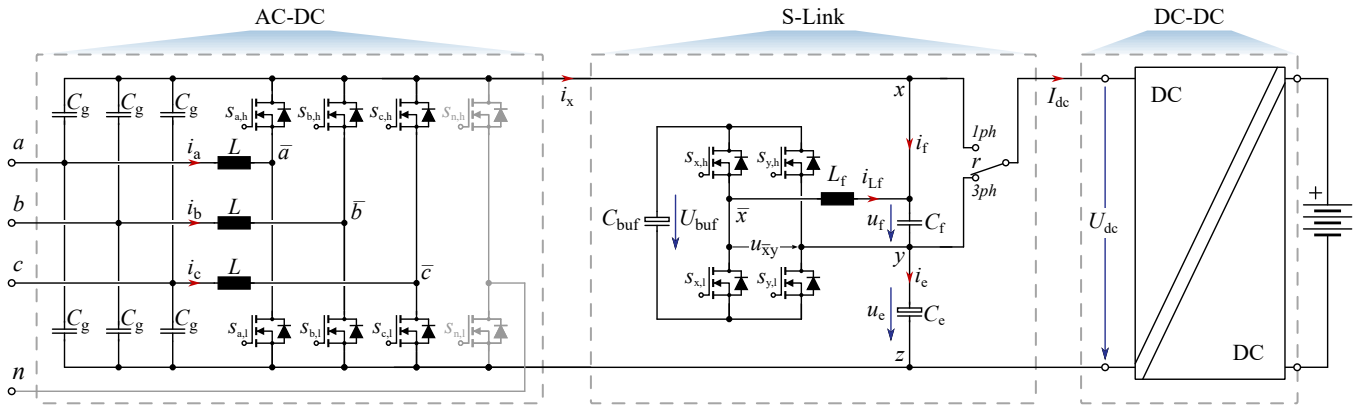 AC-DC
S-Link
DC-DC
C_g C_g C_g
s_a,h s_b,h s_c,h s_n,h
i_x
x
I_dc
DC
a
i_a L a̅
b
i_b L b̅
c
i_c L c̅
C_g C_g C_g
s_a,l s_b,l s_c,l s_n,l
n
s_x,h s_y,h
L_f i_Lf
i_f
1ph
r
3ph
C_buf U_buf
x̅
u_x̅y
u_f C_f
y
s_x,l s_y,l
i_e
u_e C_e
z
U_dc
+
DC